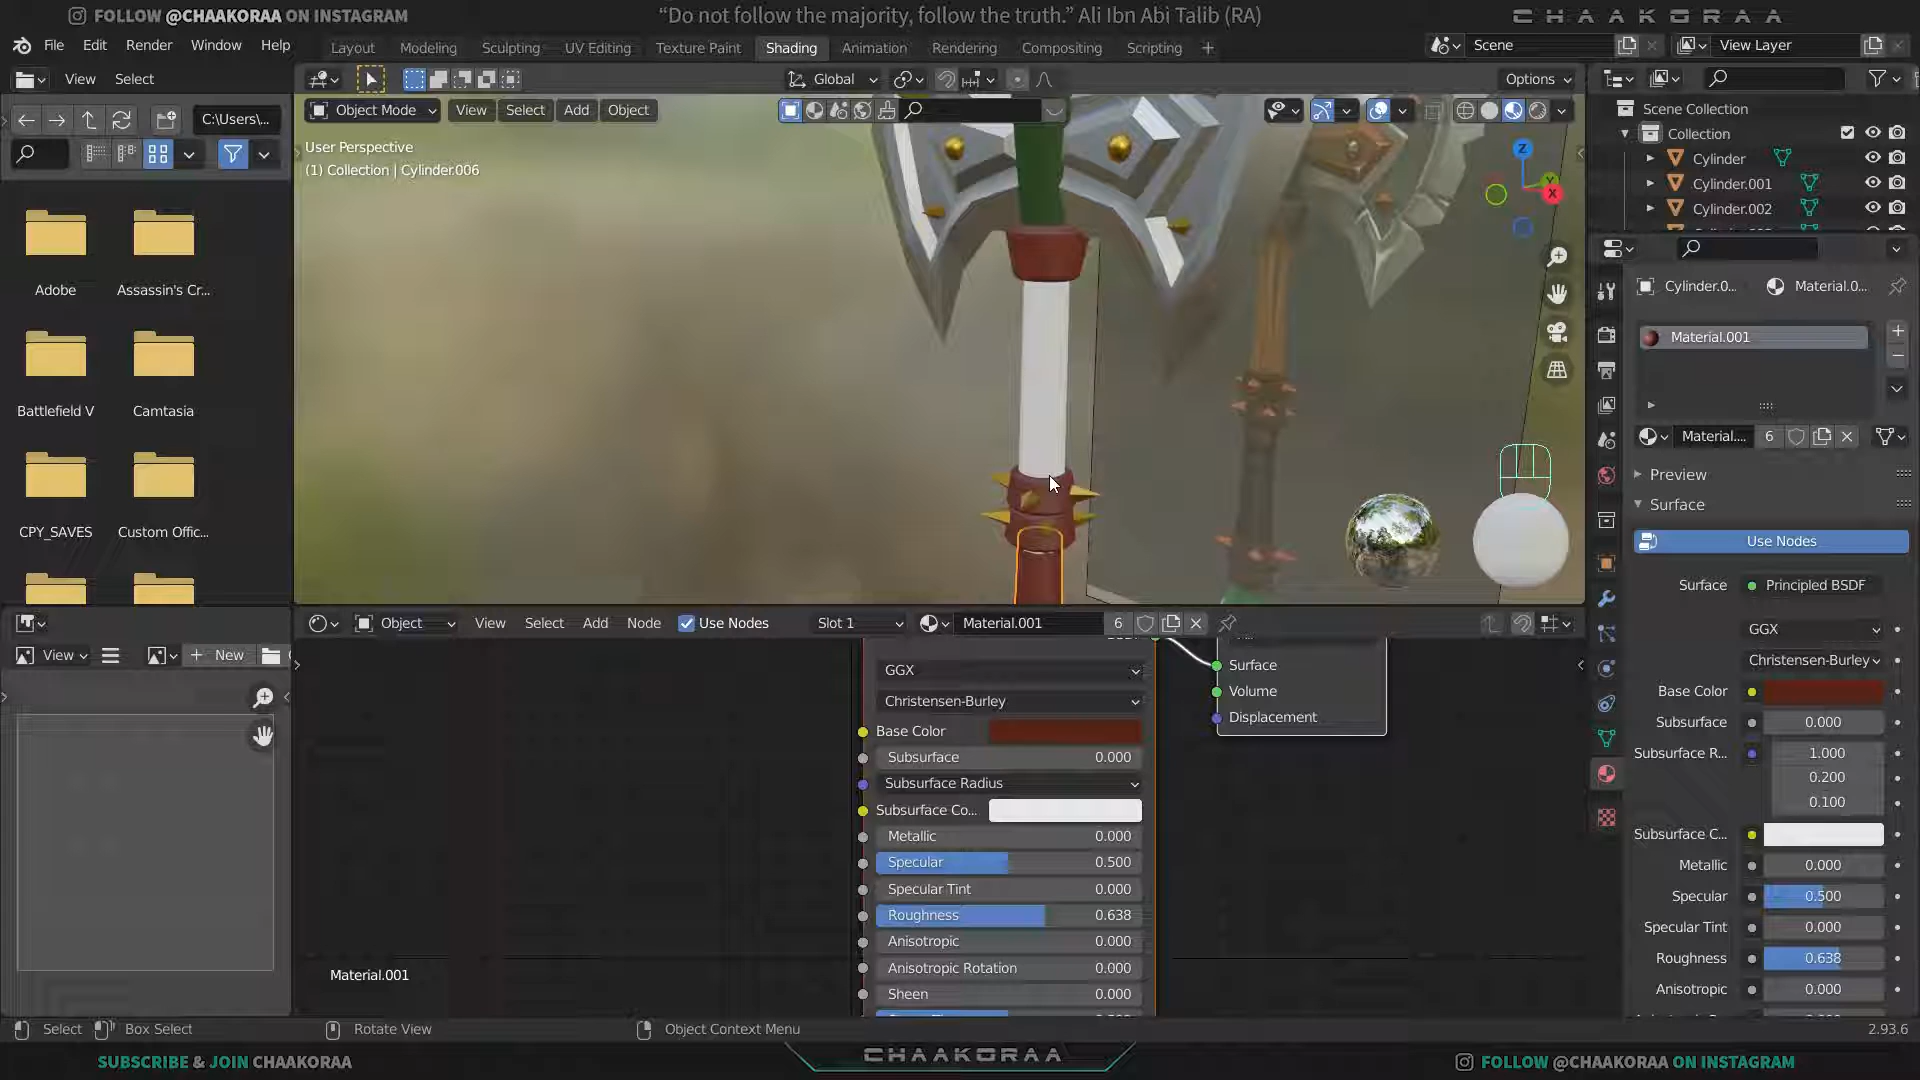 FOLLOW @CHAAKORAA ON INSTAGRAM
“Do not follow the majority, follow the truth.” Ali Ibn Abi Talib (RA)
CHAAKORAA
File Edit Render Window Help
Layout Modeling Sculpting UV Editing Texture Paint Shading Animation Rendering Compositing Scripting +
Scene
View Layer
View Select
Global
Options
Object Mode View Select Add Object
C:\Users\...
User Perspective
(1) Collection | Cylinder.006
Z
Y
X
Scene Collection
Collection
Cylinder
Cylinder.001
Cylinder.002
Adobe
Assassin's Cr...
Battlefield V
Camtasia
CPY_SAVES
Custom Offic...
Cylinder.0...
Material.0...
Material.001
Material....
6
Preview
Surface
Use Nodes
Surface
Principled BSDF
GGX
Christensen-Burley
Base Color
Subsurface 0.000
Subsurface R... 1.000
0.200
0.100
Subsurface C...
Metallic 0.000
Specular 0.500
Specular Tint 0.000
Roughness 0.638
Anisotropic 0.000
Object View Select Add Node Use Nodes Slot 1 Material.001 6
View
New
GGX
Christensen-Burley
Base Color
Subsurface 0.000
Subsurface Radius
Subsurface Co...
Metallic 0.000
Specular 0.500
Specular Tint 0.000
Roughness 0.638
Anisotropic 0.000
Anisotropic Rotation 0.000
Sheen 0.000
Surface
Volume
Displacement
Material.001
Select Box Select Rotate View Object Context Menu
2.93.6
SUBSCRIBE & JOIN CHAAKORAA
CHAAKORAA
FOLLOW @CHAAKORAA ON INSTAGRAM